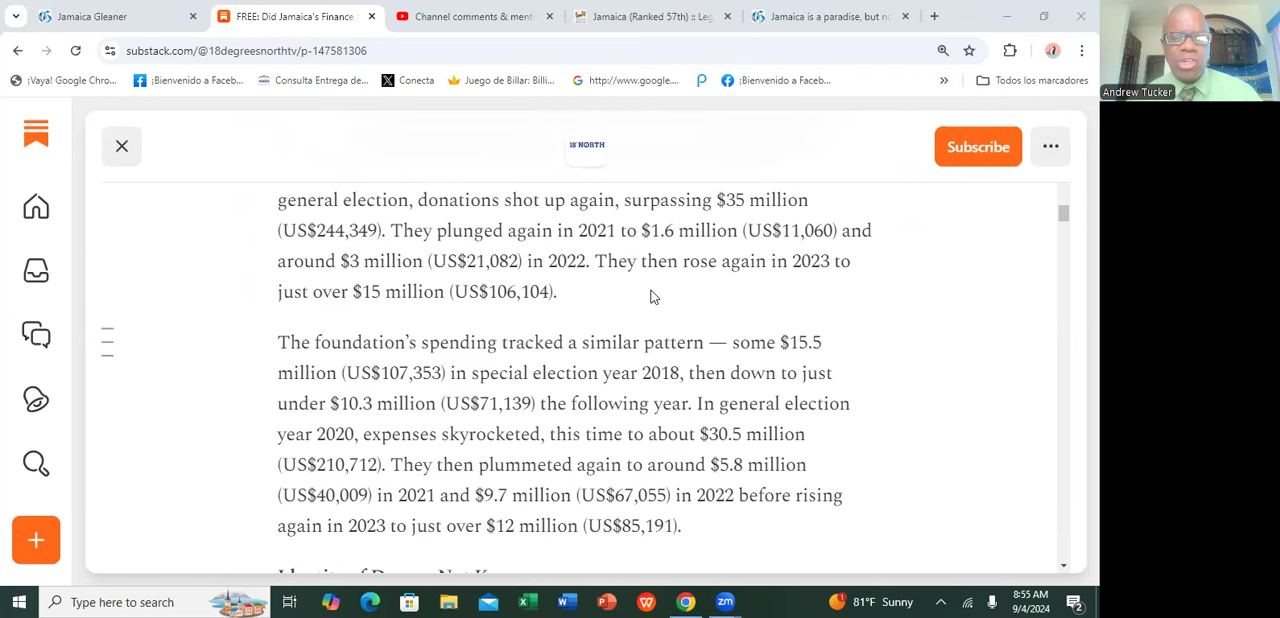 Jamaica Gleaner
FREE: Did Jamaica's Finance
Channel comments & menti
Jamaica (Ranked 57th) :: Leg
Jamaica is a paradise, but no
substack.com/@18degreesnorthtv/p-147581306
¡Vaya! Google Chro...
¡Bienvenido a Faceb...
Consulta Entrega de...
Conecta
Juego de Billar: Billi...
http://www.google....
¡Bienvenido a Faceb...
»
Todos los marcadores
Andrew Tucker
18°NORTH
Subscribe
general election, donations shot up again, surpassing $35 million
(US$244,349). They plunged again in 2021 to $1.6 million (US$11,060) and
around $3 million (US$21,082) in 2022. They then rose again in 2023 to
just over $15 million (US$106,104).
The foundation’s spending tracked a similar pattern — some $15.5
million (US$107,353) in special election year 2018, then down to just
under $10.3 million (US$71,139) the following year. In general election
year 2020, expenses skyrocketed, this time to about $30.5 million
(US$210,712). They then plummeted again to around $5.8 million
(US$40,009) in 2021 and $9.7 million (US$67,055) in 2022 before rising
again in 2023 to just over $12 million (US$85,191).
Type here to search
zm
81°F Sunny
8:55 AM
9/4/2024
2